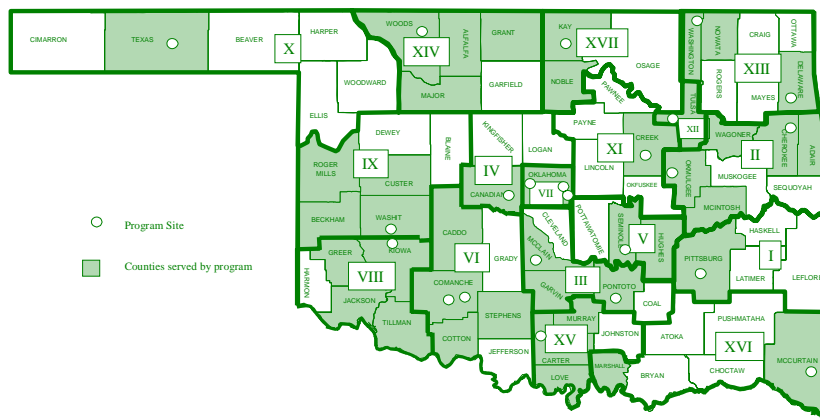 CIMARRON
TEXAS
BEAVER
HARPER
X
WOODWARD
ELLIS
WOODS
XIV
ALFALFA
GRANT
MAJOR
GARFIELD
KAY
XVII
NOBLE
OSAGE
PAWNEE
WASHINGTON
NOWATA
CRAIG
OTTAWA
XIII
ROGERS
MAYES
DELAWARE
TULSA
XII
DEWEY
BLAINE
KINGFISHER
LOGAN
PAYNE
CREEK
XI
LINCOLN
OKFUSKEE
WAGONER
CHEROKEE
ADAIR
II
MUSKOGEE
SEQUOYAH
OKMULGEE
MCINTOSH
ROGER
MILLS
IX
CUSTER
BECKHAM
WASHIT
IV
CANADIAN
OKLAHOMA
VII
CLEVELAND
POTTAWATOMIE
SEMINOLE
V
HUGHES
HASKELL
I
PITTSBURG
LATIMER
LEFLORE
Program Site
Counties served by program
CADDO
VI
GRADY
MCCLAIN
III
GARVIN
PONTOTO
COAL
GREER
KIOWA
VIII
HARMON
JACKSON
TILLMAN
COMANCHE
STEPHENS
COTTON
JEFFERSON
MURRAY
XV
JOHNSTON
CARTER
LOVE
MARSHALL
ATOKA
PUSHMATAHA
XVI
BRYAN
CHOCTAW
MCCURTAIN